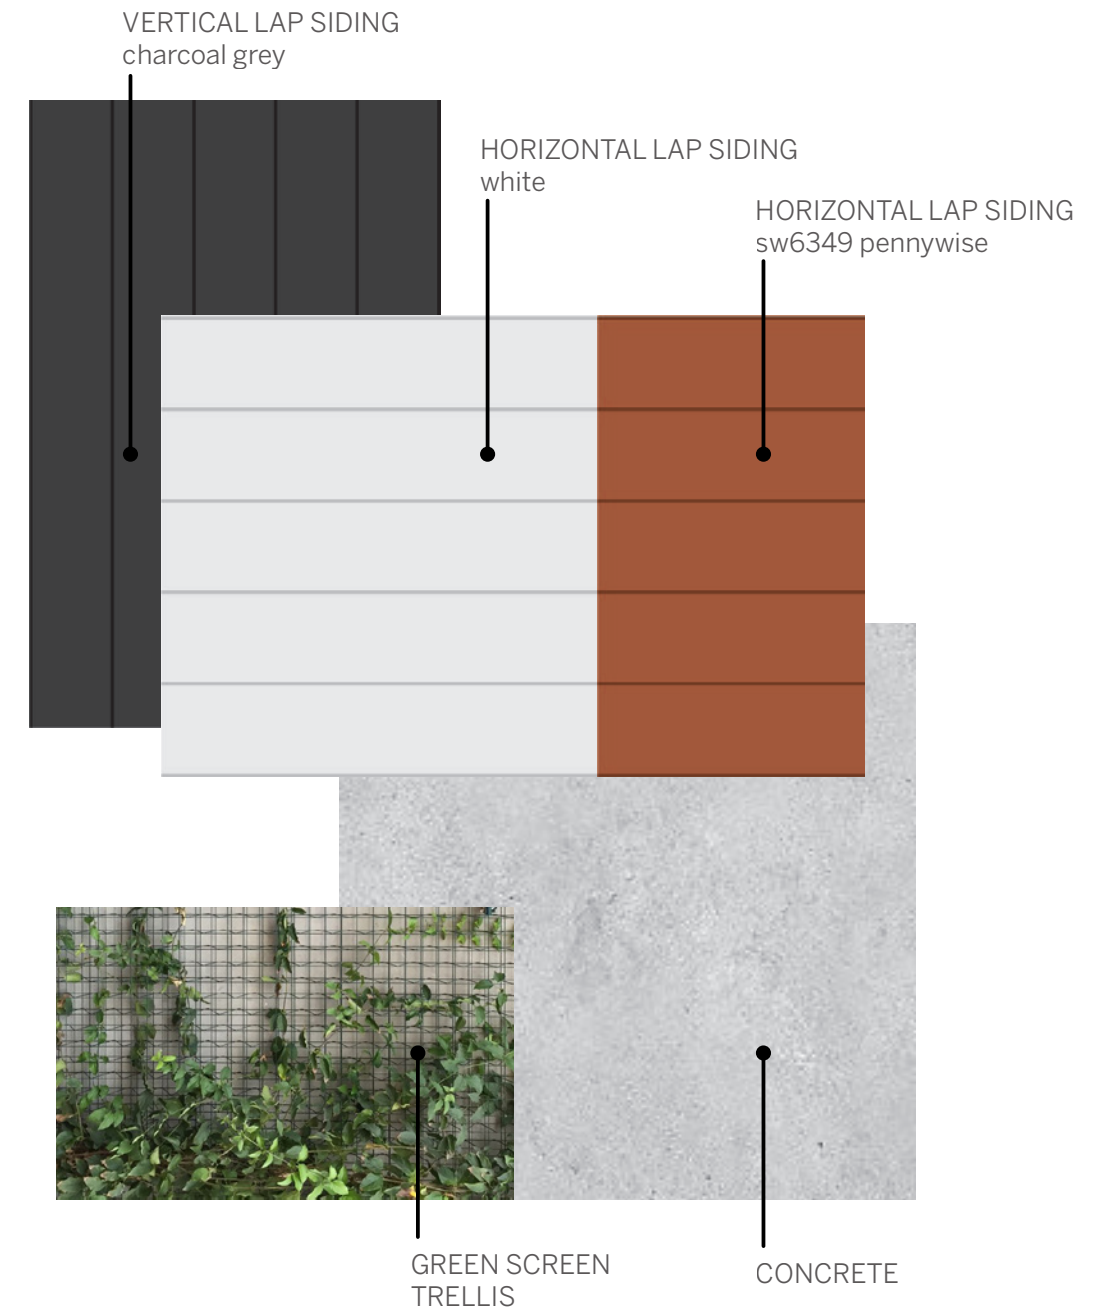 VERTICAL LAP SIDING
charcoal grey
HORIZONTAL LAP SIDING
white
HORIZONTAL LAP SIDING
sw6349 pennywise
GREEN SCREEN
TRELLIS
CONCRETE